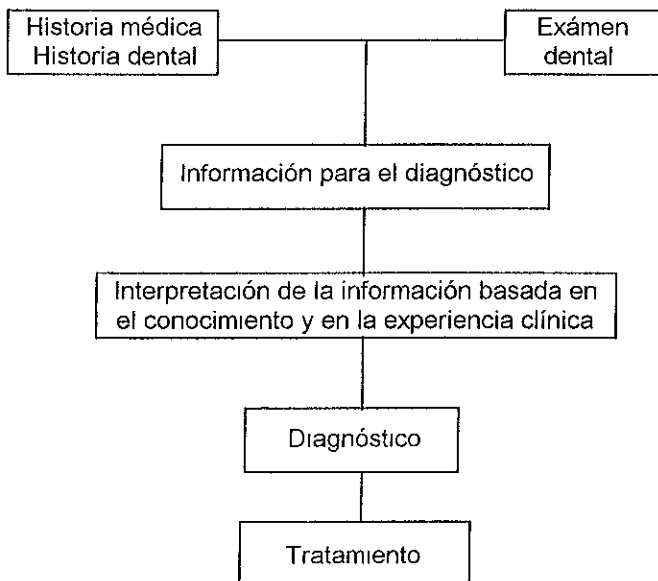 Historia médica
Historia dental
Exámen
dental
Información para el diagnóstico
Interpretación de la información basada en
el conocimiento y en la experiencia clínica
Diagnóstico
Tratamiento